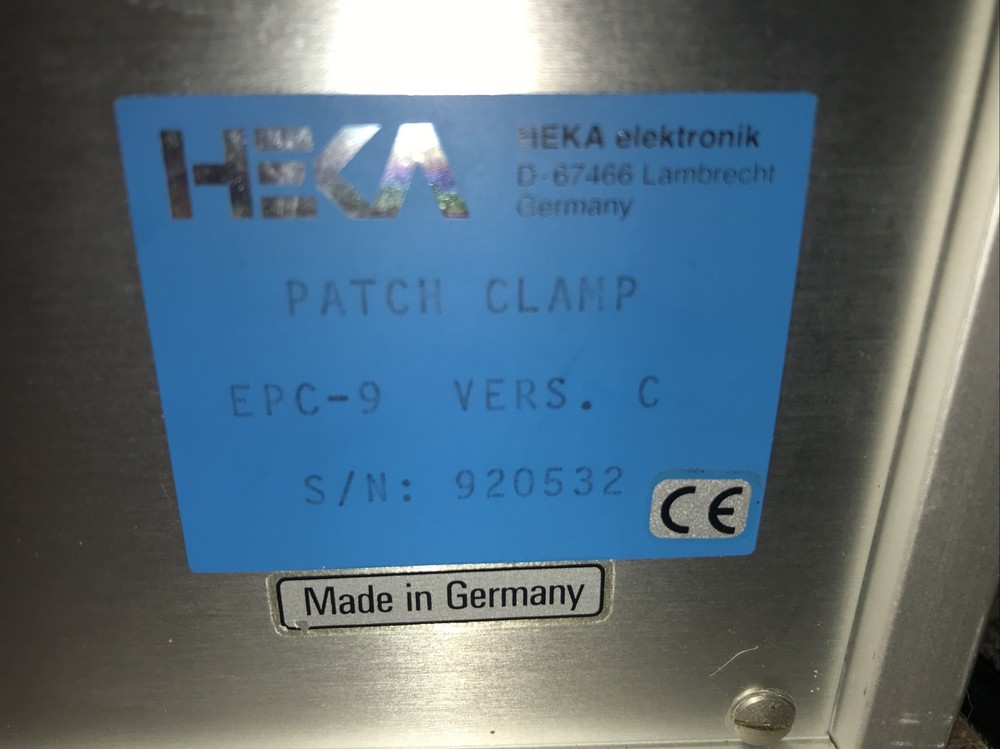 HEKA
HEKA elektronik
D-67466 Lambrecht
Germany
PATCH CLAMP
EPC-9 VERS. C
S/N: 920532
CE
Made in Germany